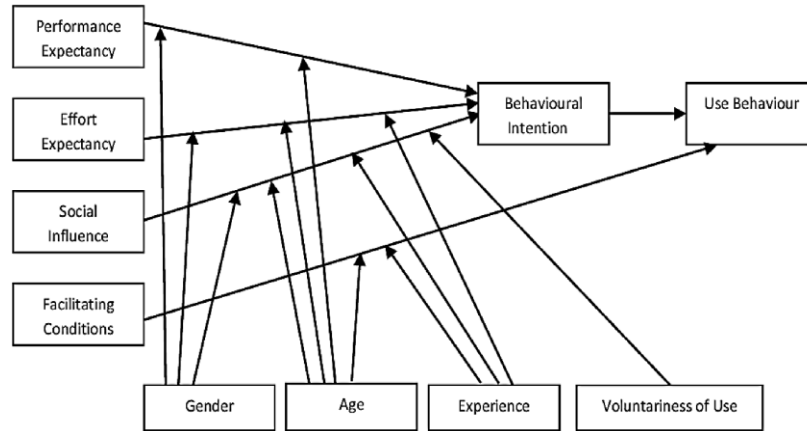 Performance
Expectancy
Effort
Expectancy
Social
Influence
Facilitating
Conditions
Behavioural
Intention
Use Behaviour
Gender
Age
Experience
Voluntariness of Use